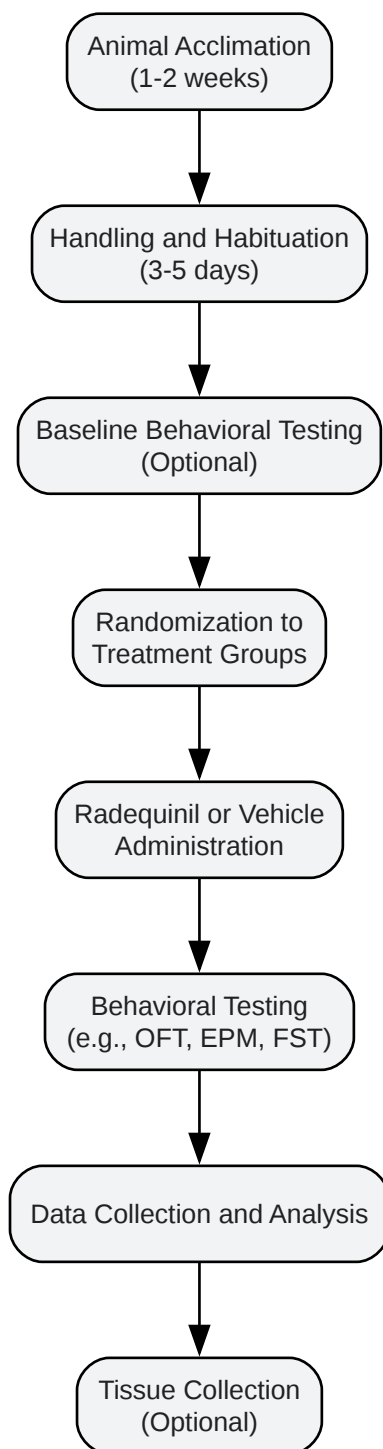 Animal Acclimation
(1-2 weeks)
Handling and Habituation
(3-5 days)
Baseline Behavioral Testing
(Optional)
Randomization to
Treatment Groups
Radequinil or Vehicle
Administration
Behavioral Testing
(e.g., OFT, EPM, FST)
Data Collection and Analysis
Tissue Collection
(Optional)